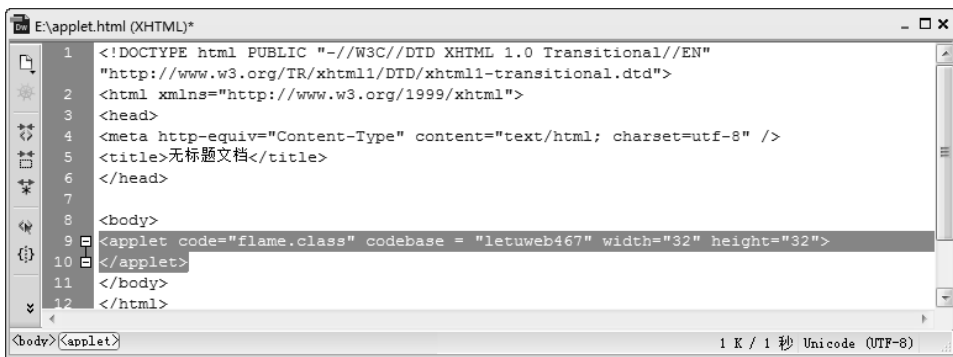 E:\applet.html (XHTML)*
1 <!DOCTYPE html PUBLIC "-//W3C//DTD XHTML 1.0 Transitional//EN"
"http://www.w3.org/TR/xhtml1/DTD/xhtml1-transitional.dtd">
2 <html xmlns="http://www.w3.org/1999/xhtml">
3 <head>
4 <meta http-equiv="Content-Type" content="text/html; charset=utf-8" />
5 <title>无标题文档</title>
6 </head>
7
8 <body>
9 <applet code="flame.class" codebase = "letuweb467" width="32" height="32">
10 </applet>
11 </body>
12 </html>
<body> <applet> 1 K / 1 秒 Unicode (UTF-8)